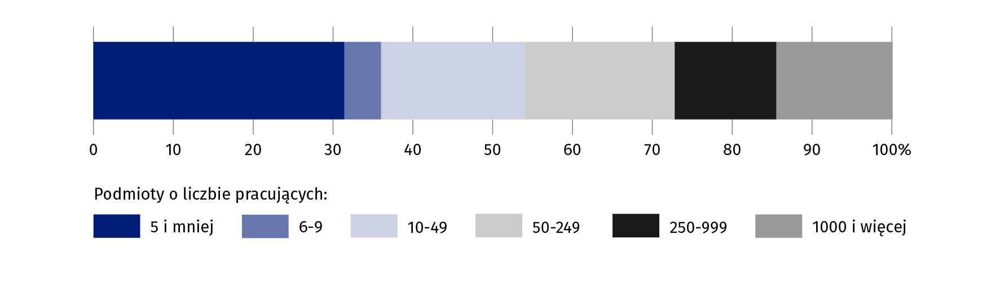 0 10 20 30 40 50 60 70 80 90 100%
Podmioty o liczbie pracujących:
5 i mniej 6-9 10-49 50-249 250-999 1000 i więcej